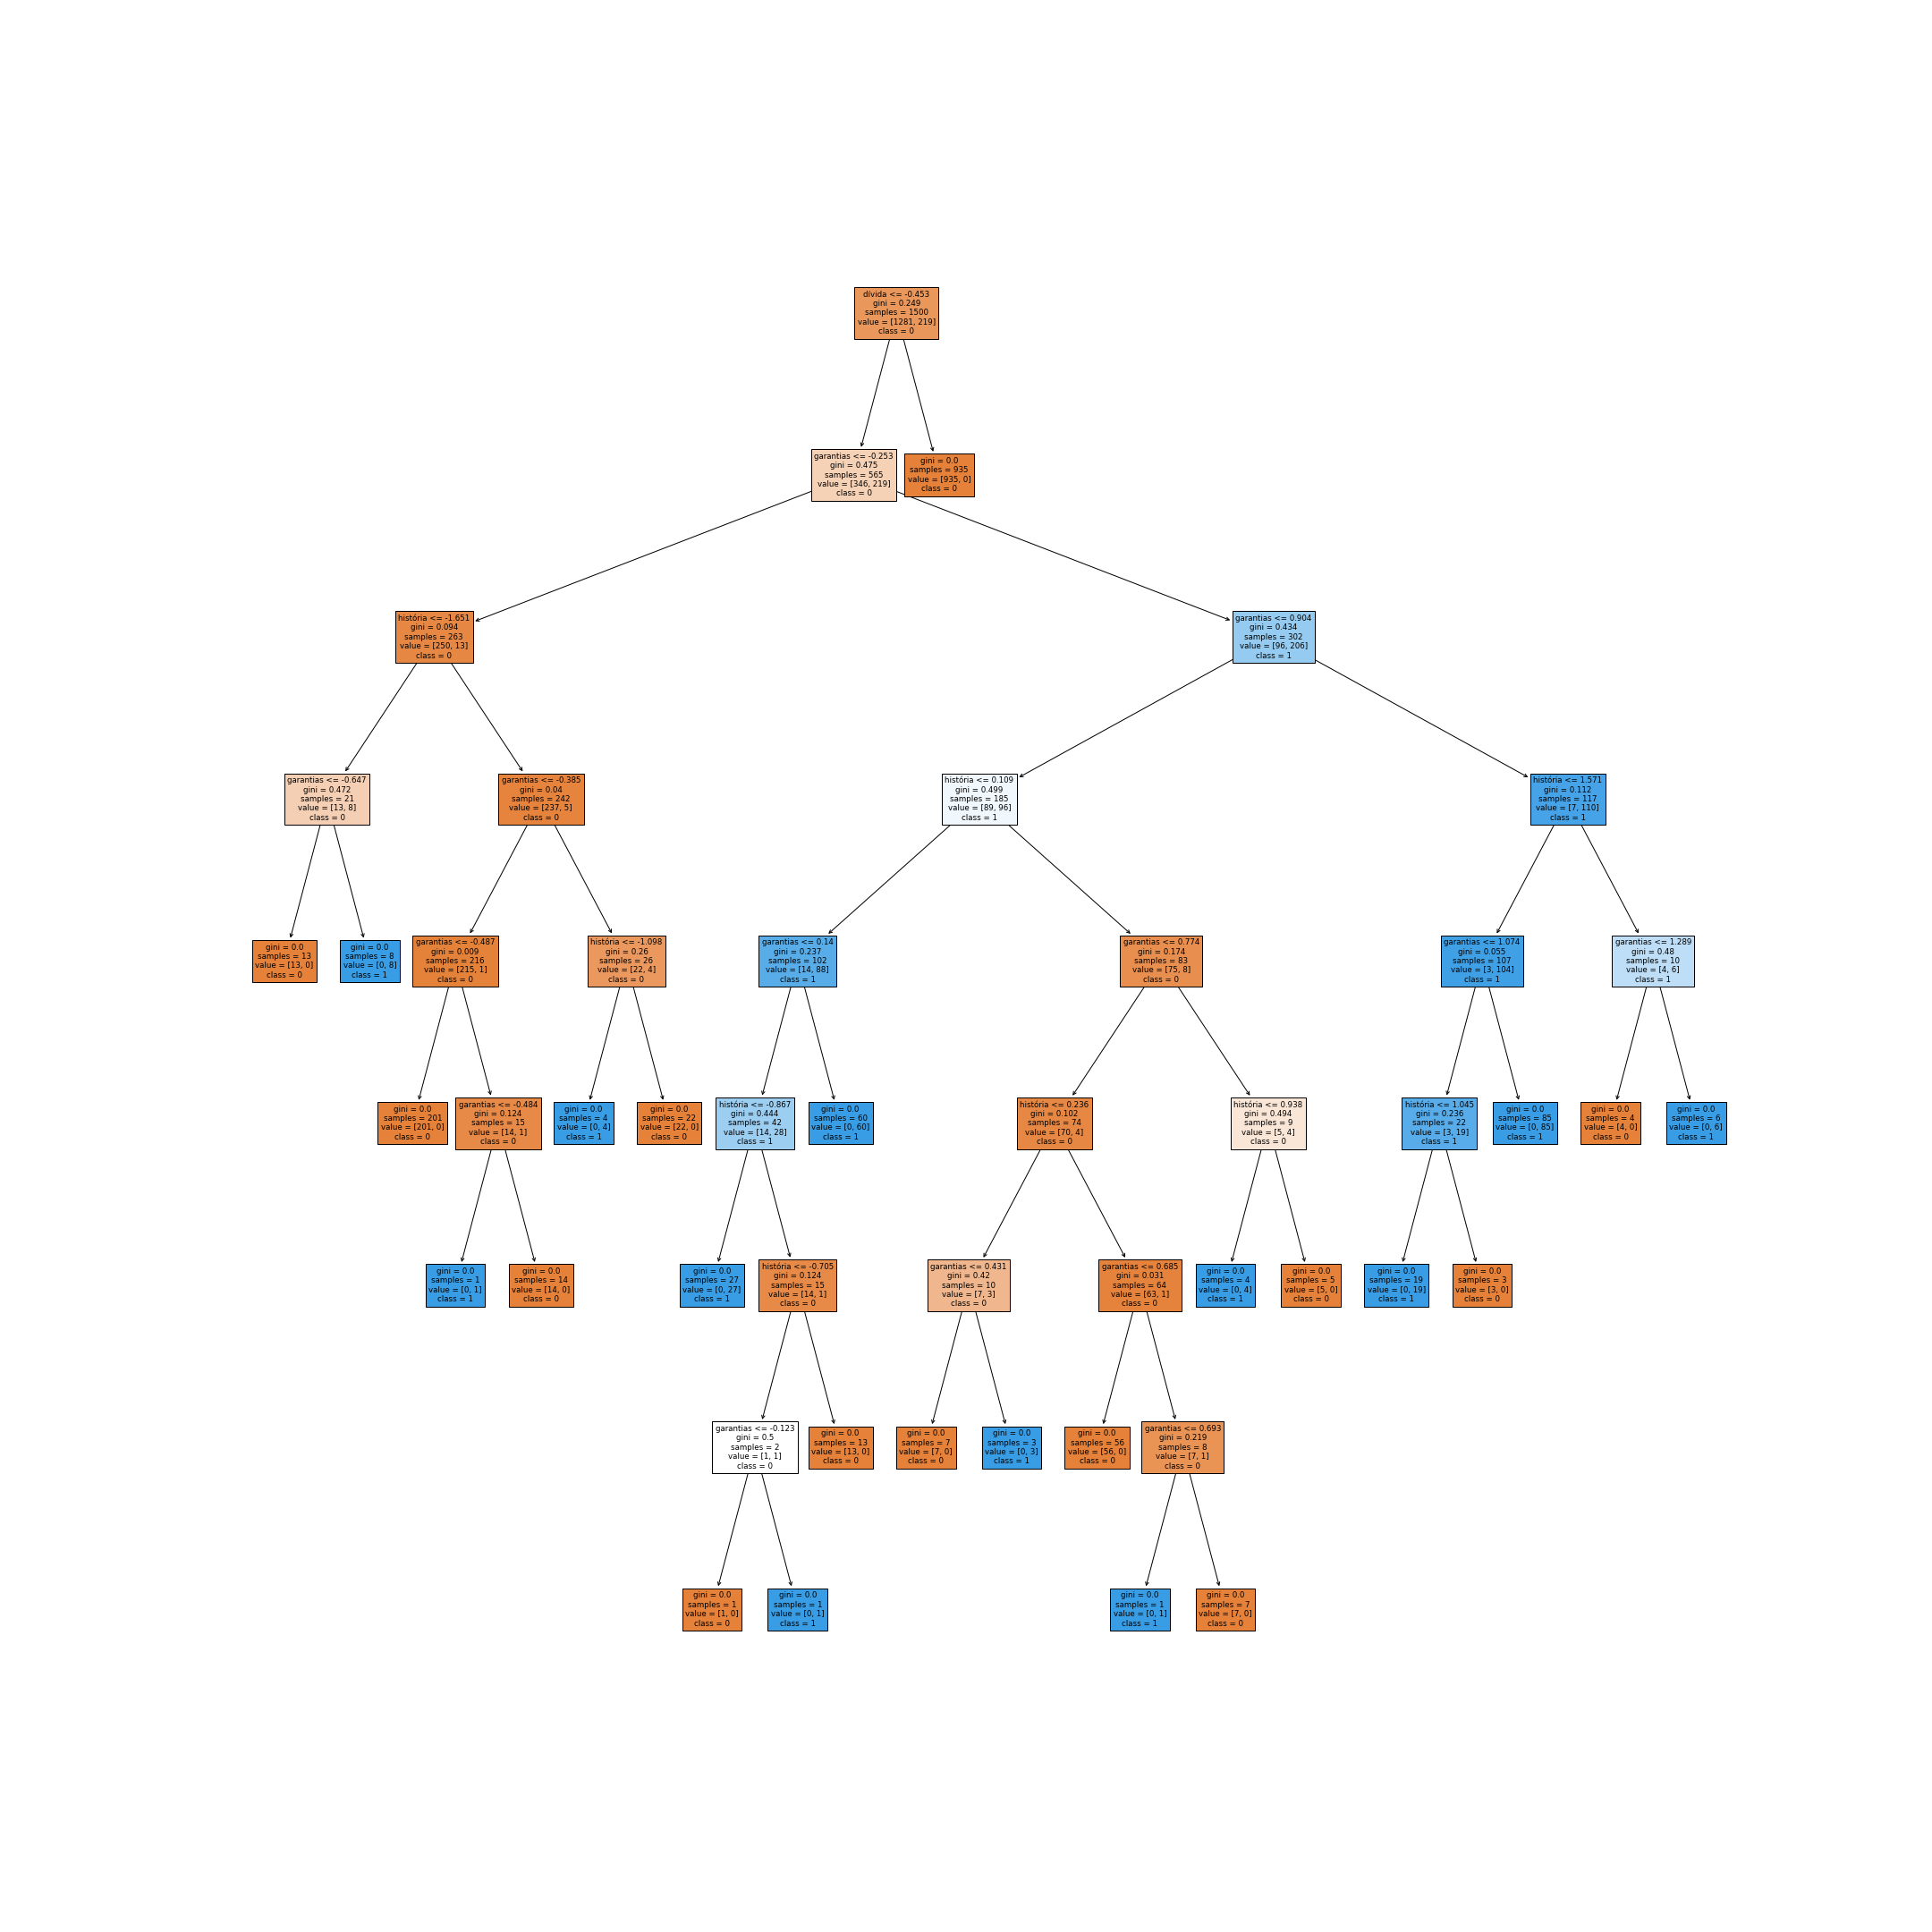 dívida <= -0.453
gini = 0.249
samples = 1500
value = [1281, 219]
class = 0
garantias <= -0.253
gini = 0.475
samples = 565
value = [346, 219]
class = 0
gini = 0.0
samples = 935
value = [935, 0]
class = 0
história <= -1.651
gini = 0.094
samples = 263
value = [250, 13]
class = 0
garantias <= 0.904
gini = 0.434
samples = 302
value = [96, 206]
class = 1
garantias <= -0.647
gini = 0.472
samples = 21
value = [13, 8]
class = 0
garantias <= -0.385
gini = 0.04
samples = 242
value = [237, 5]
class = 0
história <= 0.109
gini = 0.499
samples = 185
value = [89, 96]
class = 1
história <= 1.571
gini = 0.112
samples = 117
value = [7, 110]
class = 1
gini = 0.0
samples = 13
value = [13, 0]
class = 0
gini = 0.0
samples = 8
value = [0, 8]
class = 1
garantias <= -0.487
gini = 0.009
samples = 216
value = [215, 1]
class = 0
história <= -1.098
gini = 0.26
samples = 26
value = [22, 4]
class = 0
garantias <= 0.14
gini = 0.237
samples = 102
value = [14, 88]
class = 1
garantias <= 0.774
gini = 0.174
samples = 83
value = [75, 8]
class = 0
garantias <= 1.074
gini = 0.055
samples = 107
value = [3, 104]
class = 1
garantias <= 1.289
gini = 0.48
samples = 10
value = [4, 6]
class = 1
gini = 0.0
samples = 201
value = [201, 0]
class = 0
garantias <= -0.484
gini = 0.124
samples = 15
value = [14, 1]
class = 0
gini = 0.0
samples = 4
value = [0, 4]
class = 1
gini = 0.0
samples = 22
value = [22, 0]
class = 0
história <= -0.867
gini = 0.444
samples = 42
value = [14, 28]
class = 1
gini = 0.0
samples = 60
value = [0, 60]
class = 1
história <= 0.236
gini = 0.102
samples = 74
value = [70, 4]
class = 0
história <= 0.938
gini = 0.494
samples = 9
value = [5, 4]
class = 0
história <= 1.045
gini = 0.236
samples = 22
value = [3, 19]
class = 1
gini = 0.0
samples = 85
value = [0, 85]
class = 1
gini = 0.0
samples = 4
value = [4, 0]
class = 0
gini = 0.0
samples = 6
value = [0, 6]
class = 1
gini = 0.0
samples = 1
value = [0, 1]
class = 1
gini = 0.0
samples = 14
value = [14, 0]
class = 0
gini = 0.0
samples = 27
value = [0, 27]
class = 1
história <= -0.705
gini = 0.124
samples = 15
value = [14, 1]
class = 0
garantias <= 0.431
gini = 0.42
samples = 10
value = [7, 3]
class = 0
garantias <= 0.685
gini = 0.031
samples = 64
value = [63, 1]
class = 0
gini = 0.0
samples = 4
value = [0, 4]
class = 1
gini = 0.0
samples = 5
value = [5, 0]
class = 0
gini = 0.0
samples = 19
value = [0, 19]
class = 1
gini = 0.0
samples = 3
value = [3, 0]
class = 0
garantias <= -0.123
gini = 0.5
samples = 2
value = [1, 1]
class = 0
gini = 0.0
samples = 13
value = [13, 0]
class = 0
gini = 0.0
samples = 7
value = [7, 0]
class = 0
gini = 0.0
samples = 3
value = [0, 3]
class = 1
gini = 0.0
samples = 56
value = [56, 0]
class = 0
garantias <= 0.693
gini = 0.219
samples = 8
value = [7, 1]
class = 0
gini = 0.0
samples = 1
value = [1, 0]
class = 0
gini = 0.0
samples = 1
value = [0, 1]
class = 1
gini = 0.0
samples = 1
value = [0, 1]
class = 1
gini = 0.0
samples = 7
value = [7, 0]
class = 0